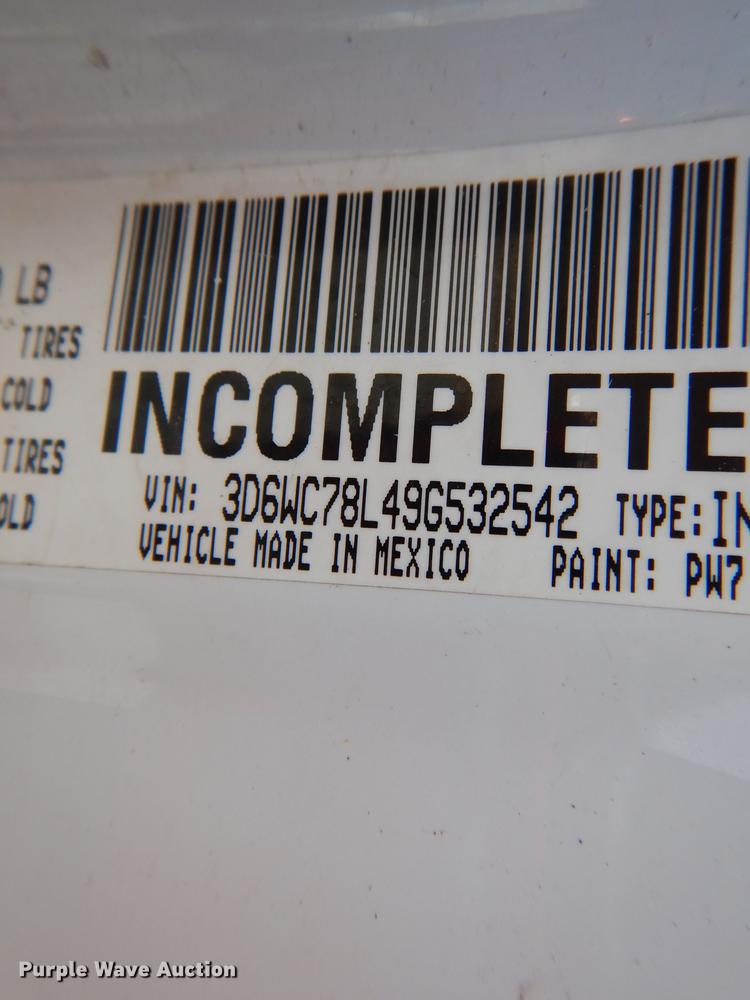 LB
TIRES
COLD
TIRES
OLD
INCOMPLETE
VIN: 3D6WC78L49G532542 TYPE:IN
VEHICLE MADE IN MEXICO PAINT: PW7
Purple Wave Auction